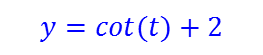 y = cot(t) + 2